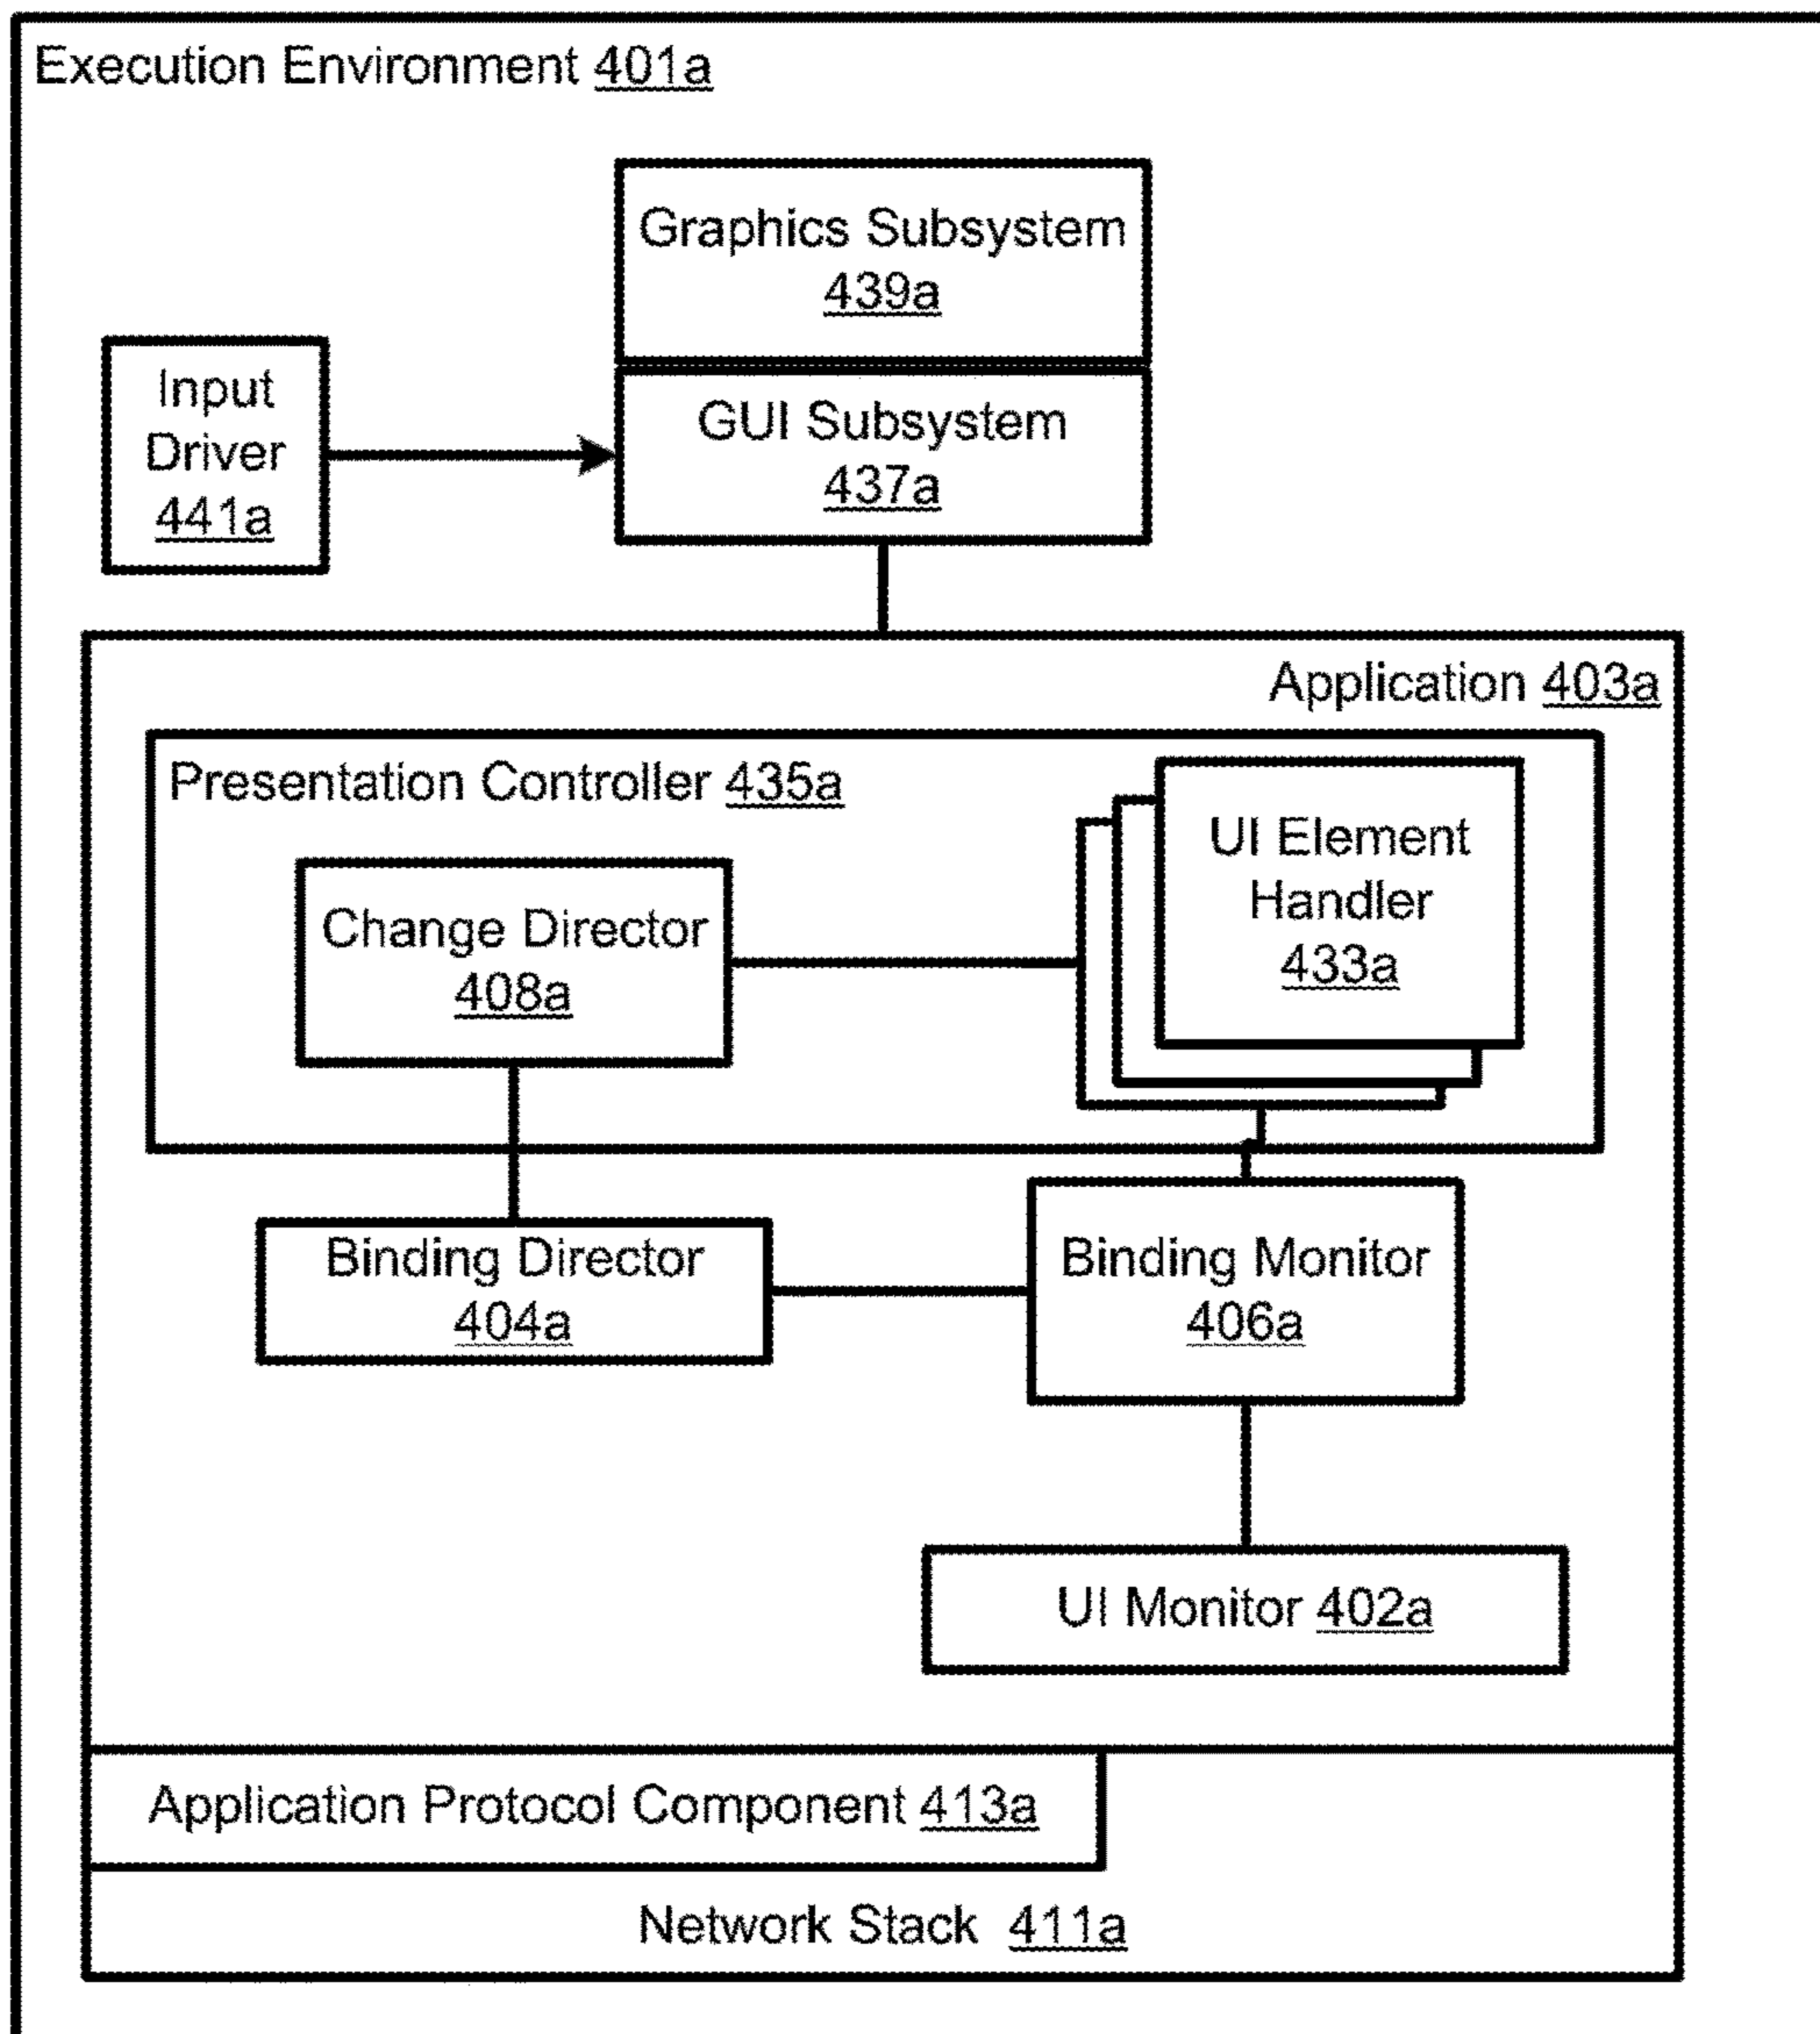 Execution Environment 401a
Graphics Subsystem
439a
Input
Driver
441a
GUI Subsystem
437a
Application 403a
Presentation Controller 435a
UI Element
Handler
433a
Change Director
408a
Binding Director
404a
Binding Monitor
406a
UI Monitor 402a
Application Protocol Component 413a
Network Stack 411a